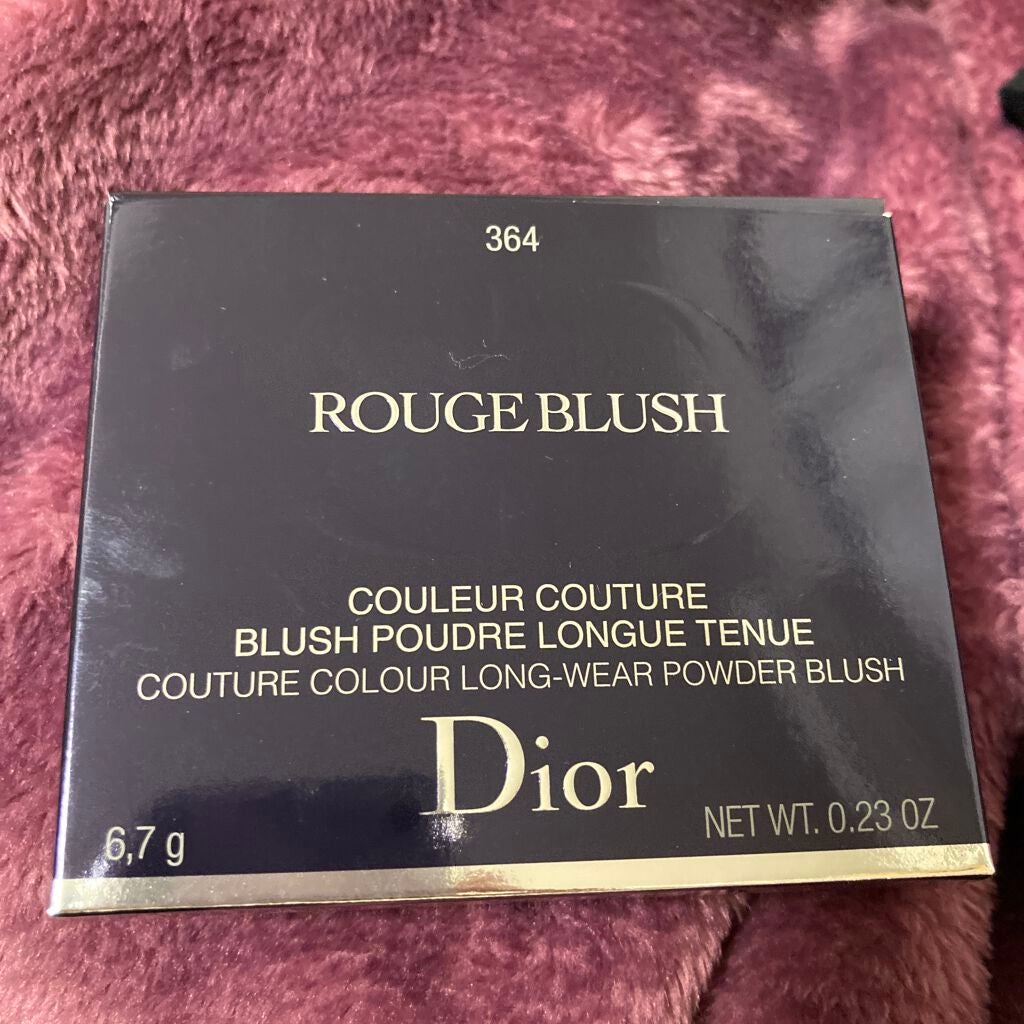 364
ROUGE BLUSH
COULEUR COUTURE
BLUSH POUDRE LONGUE TENUE
COUTURE COLOUR LONG-WEAR POWDER BLUSH
Dior
6,7 g
NET WT. 0.23 OZ